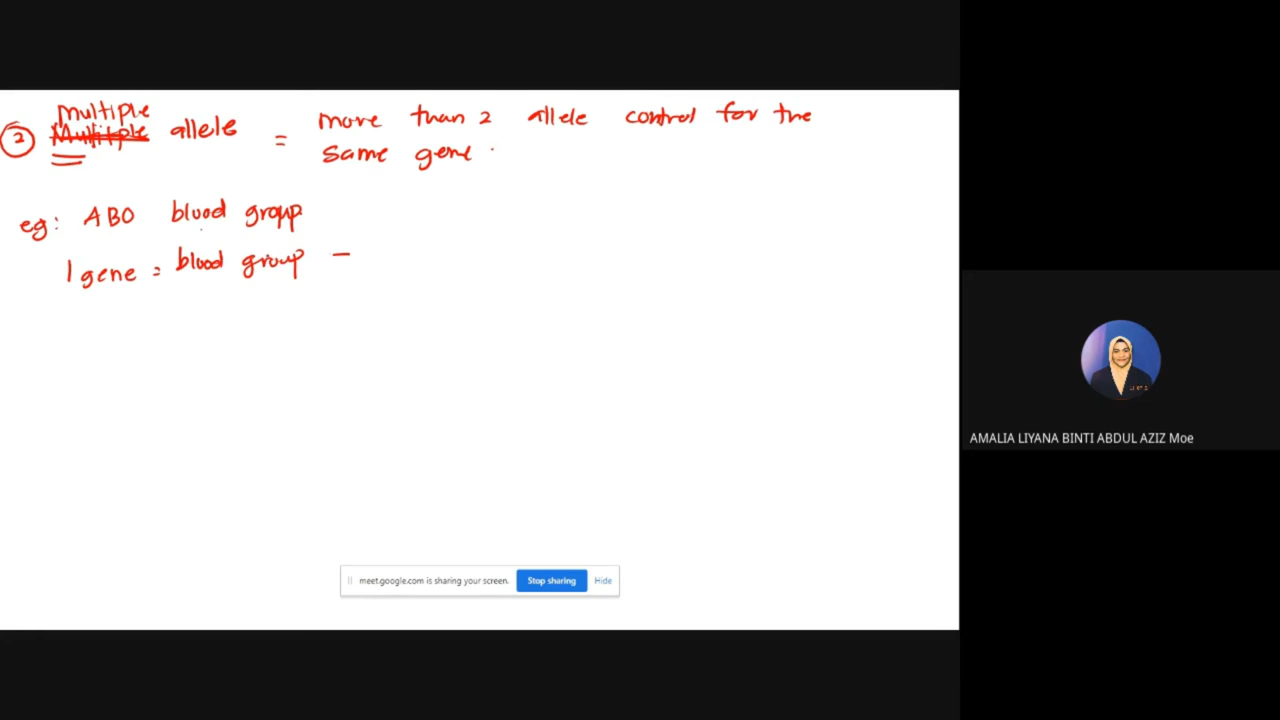 ② Multiple allele = more than 2 allele control for the
same gene.
eg: ABO blood group
1 gene = blood group –
meet.google.com is sharing your screen. Stop sharing Hide
AMALIA LIYANA BINTI ABDUL AZIZ Moe